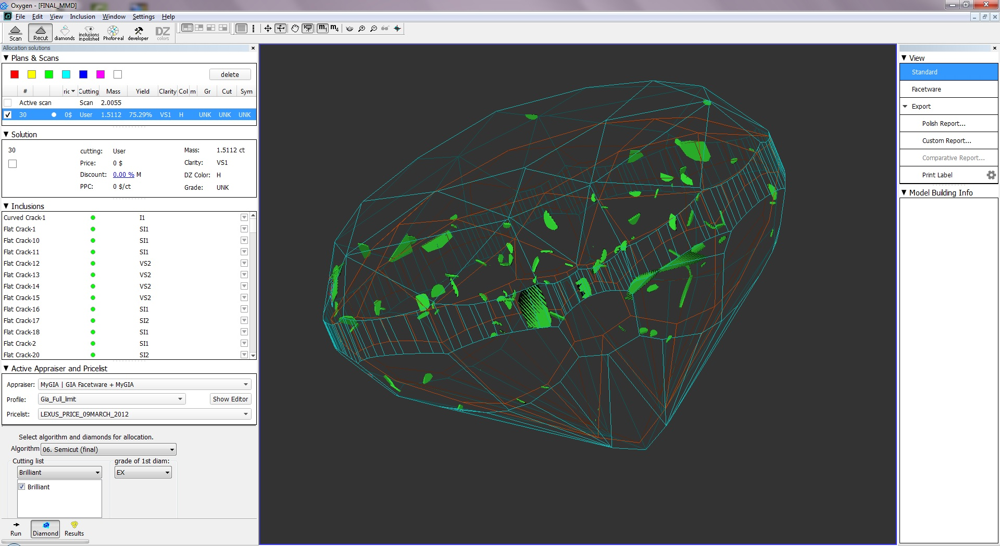 Oxygen - [FINAL_MMD]
File Edit View Inclusion Window Settings Help
Scan Recut diamonds inclusions in polished Photoreal developer DZ colors m1 m4
Allocation solutions
Plans & Scans
delete
# ric Cutting Mass Yield Clarity Col m Gr Cut Sym
Active scan Scan 2.0055
30 0$ User 1.5112 75.29% VS1 H UNK UNK UNK
Solution
30
cutting: User
Price: 0 $
Discount: 0.00 % M
PPC: 0 $/ct
Mass: 1.5112 ct
Clarity: VS1
DZ Color: H
Grade: UNK
Inclusions
Curved Crack-1 I1
Flat Crack-1 SI1
Flat Crack-10 SI1
Flat Crack-11 SI1
Flat Crack-12 VS2
Flat Crack-13 VS2
Flat Crack-14 VS2
Flat Crack-15 VS2
Flat Crack-16 SI1
Flat Crack-17 SI2
Flat Crack-18 SI1
Flat Crack-2 SI1
Flat Crack-20 SI2
Active Appraiser and Pricelist
Appraiser: MyGIA | GIA Facetware + MyGIA
Profile: Gia_Full_limit Show Editor
Pricelist: LEXUS_PRICE_09MARCH_2012
Select algorithm and diamonds for allocation.
Algorithm 06. Semicut (final)
Cutting list
Brilliant
Brilliant
grade of 1st diam:
EX
Run Diamond Results
View
Standard
Facetware
Export
Polish Report...
Custom Report...
Comparative Report...
Print Label
Model Building Info